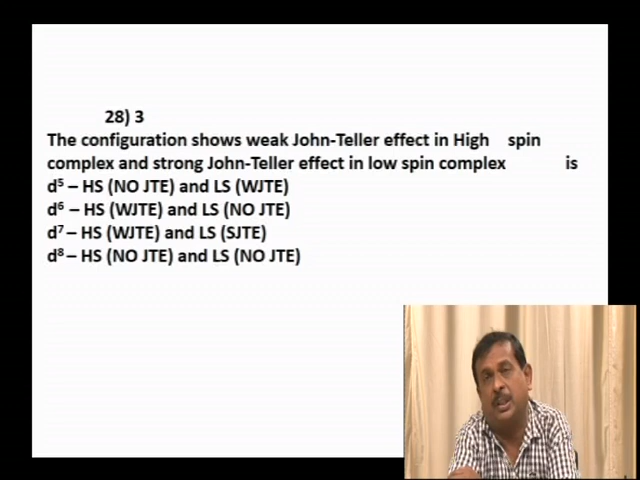 28) 3
The configuration shows weak John-Teller effect in High spin
complex and strong John-Teller effect in low spin complex is
d⁵ – HS (NO JTE) and LS (WJTE)
d⁶ – HS (WJTE) and LS (NO JTE)
d⁷ – HS (WJTE) and LS (SJTE)
d⁸ – HS (NO JTE) and LS (NO JTE)